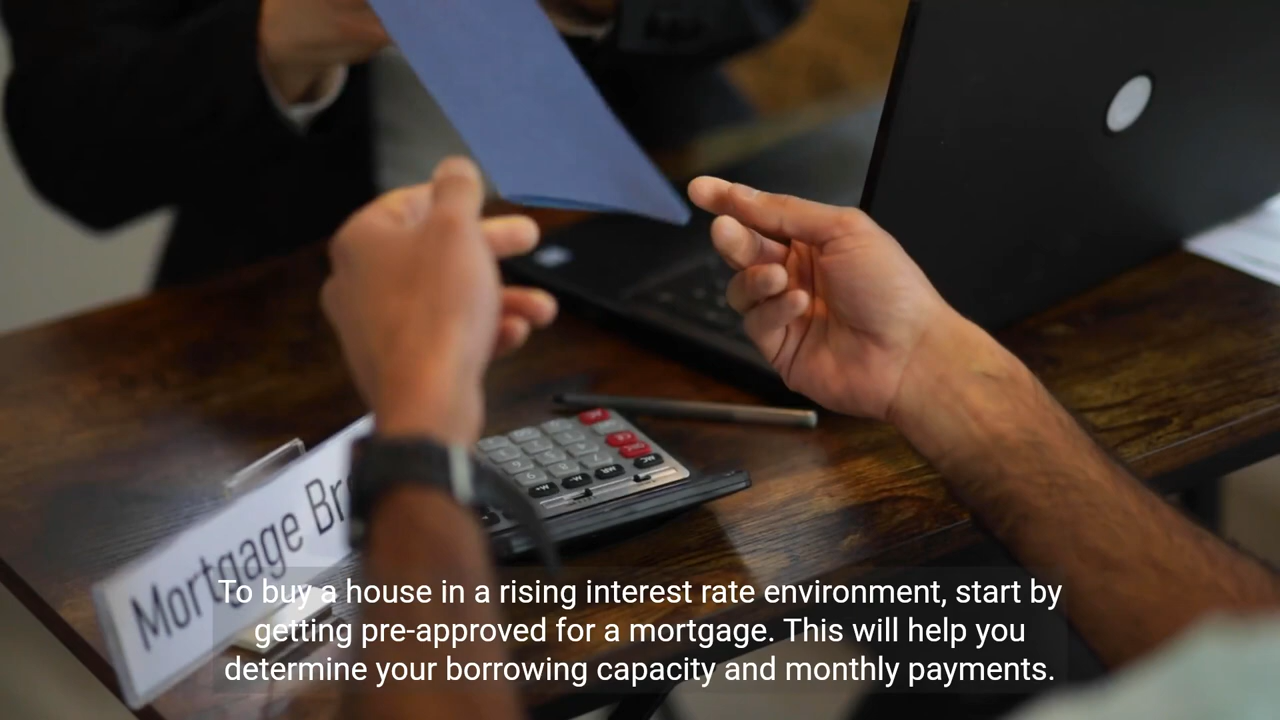 Mortgage Br
To buy a house in a rising interest rate environment, start by
getting pre-approved for a mortgage. This will help you
determine your borrowing capacity and monthly payments.